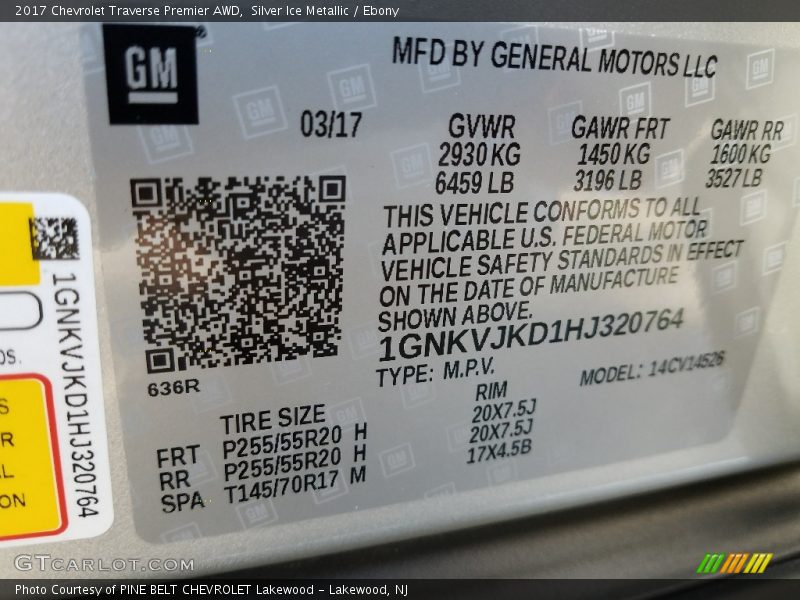 2017 Chevrolet Traverse Premier AWD,  Silver Ice Metallic / Ebony
GM
MFD BY GENERAL MOTORS LLC
03/17
GVWR GAWR FRT GAWR RR
2930 KG 1450 KG 1600 KG
6459 LB 3196 LB 3527 LB
THIS VEHICLE CONFORMS TO ALL
APPLICABLE U.S. FEDERAL MOTOR
VEHICLE SAFETY STANDARDS IN EFFECT
ON THE DATE OF MANUFACTURE
SHOWN ABOVE.
1GNKVJKD1HJ320764
TYPE: M.P.V. MODEL: 14CV14526
636R
TIRE SIZE RIM
FRT P255/55R20 H 20X7.5J
RR P255/55R20 H 20X7.5J
SPA T145/70R17 M 17X4.5B
1GNKVJKD1HJ320764
OS.
S
R
L
ON
GTCARLOT.COM
Photo Courtesy of PINE BELT CHEVROLET Lakewood - Lakewood, NJ